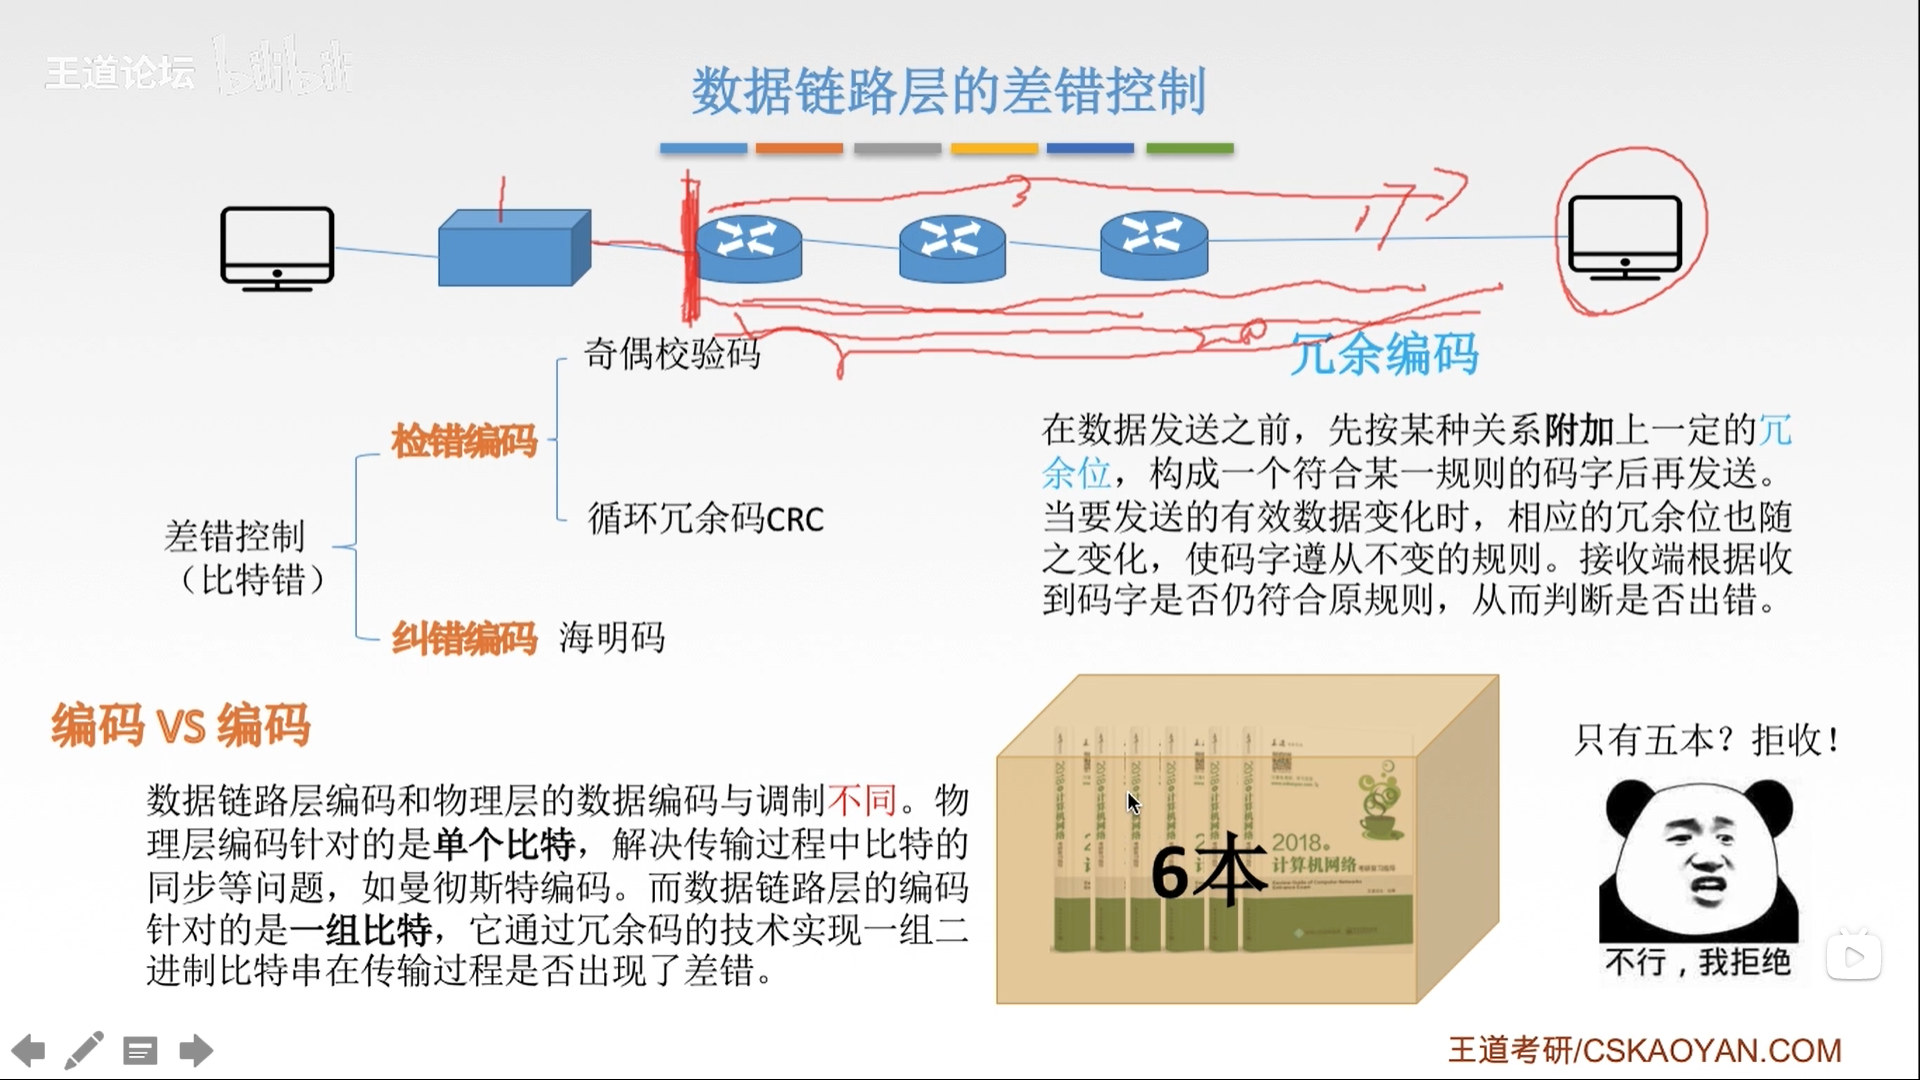 王道论坛 bilibili
数据链路层的差错控制
奇偶校验码
检错编码
循环冗余码CRC
差错控制
（比特错）
纠错编码 海明码
冗余编码
在数据发送之前，先按某种关系附加上一定的冗
余位，构成一个符合某一规则的码字后再发送。
当要发送的有效数据变化时，相应的冗余位也随
之变化，使码字遵从不变的规则。接收端根据收
到码字是否仍符合原规则，从而判断是否出错。
编码 VS 编码
数据链路层编码和物理层的数据编码与调制不同。物
理层编码针对的是单个比特，解决传输过程中比特的
同步等问题，如曼彻斯特编码。而数据链路层的编码
针对的是一组比特，它通过冗余码的技术实现一组二
进制比特串在传输过程是否出现了差错。
2018
计算机网络
6本
只有五本？拒收！
不行，我拒绝
王道考研/CSKAOYAN.COM